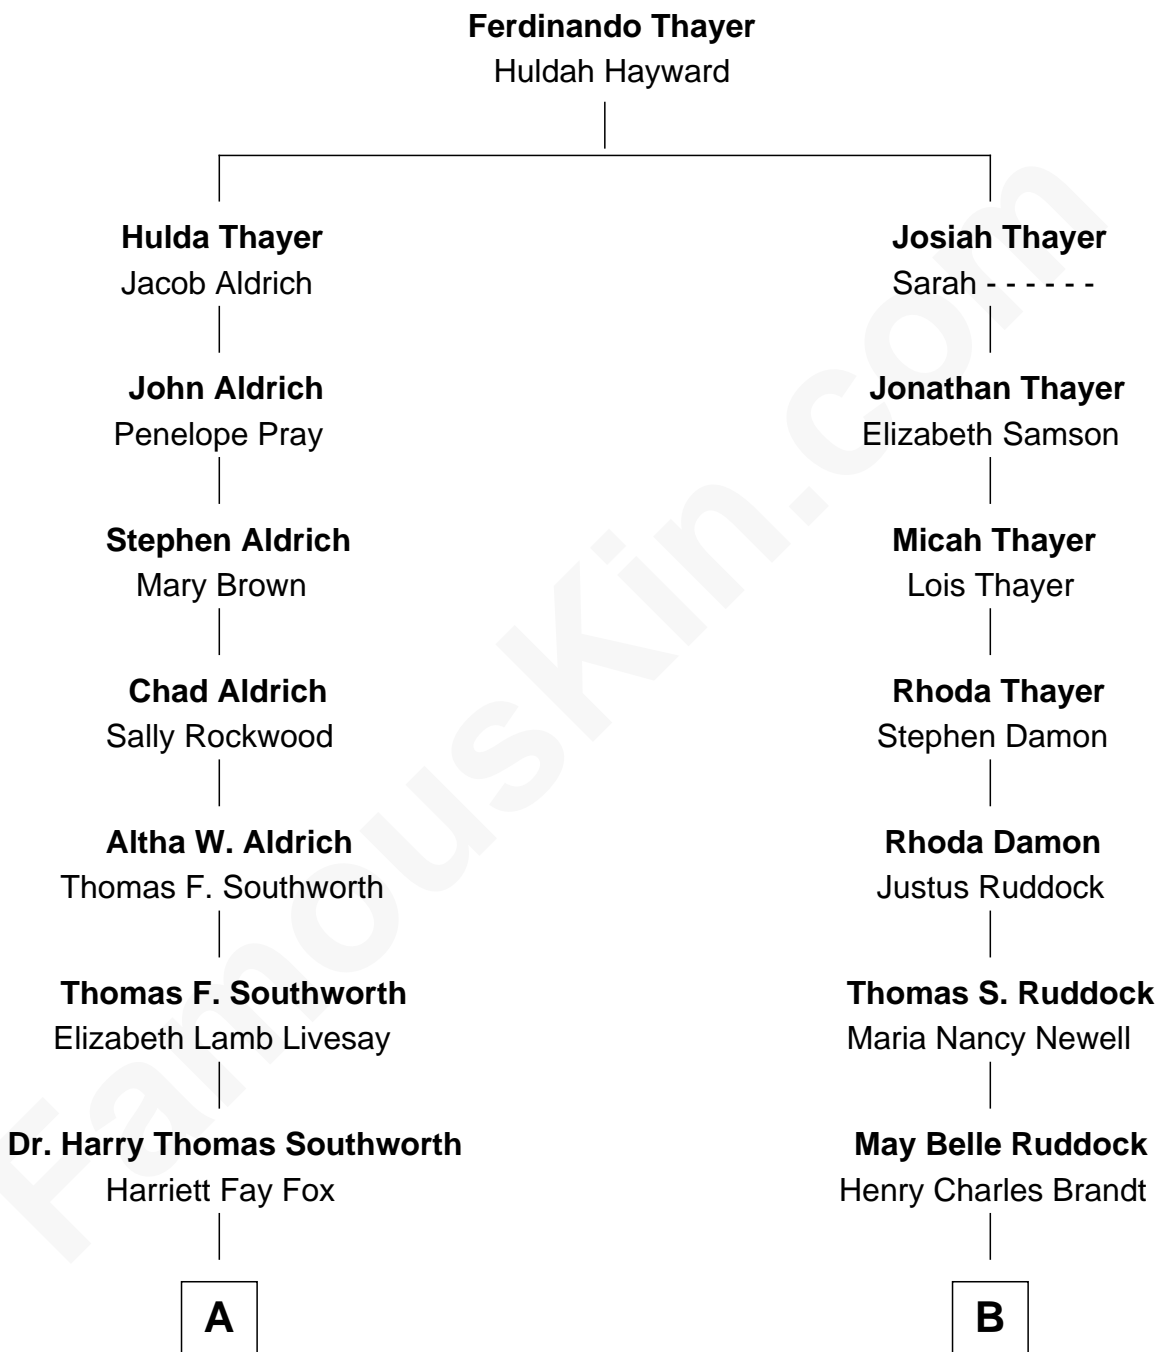 Ferdinando Thayer
Huldah Hayward
Hulda Thayer
Jacob Aldrich
John Aldrich
Penelope Pray
Stephen Aldrich
Mary Brown
Chad Aldrich
Sally Rockwood
Altha W. Aldrich
Thomas F. Southworth
Thomas F. Southworth
Elizabeth Lamb Livesay
Dr. Harry Thomas Southworth
Harriett Fay Fox
A
Josiah Thayer
Sarah - - - - - -
Jonathan Thayer
Elizabeth Samson
Micah Thayer
Lois Thayer
Rhoda Thayer
Stephen Damon
Rhoda Damon
Justus Ruddock
Thomas S. Ruddock
Maria Nancy Newell
May Belle Ruddock
Henry Charles Brandt
B
FamousKin.com